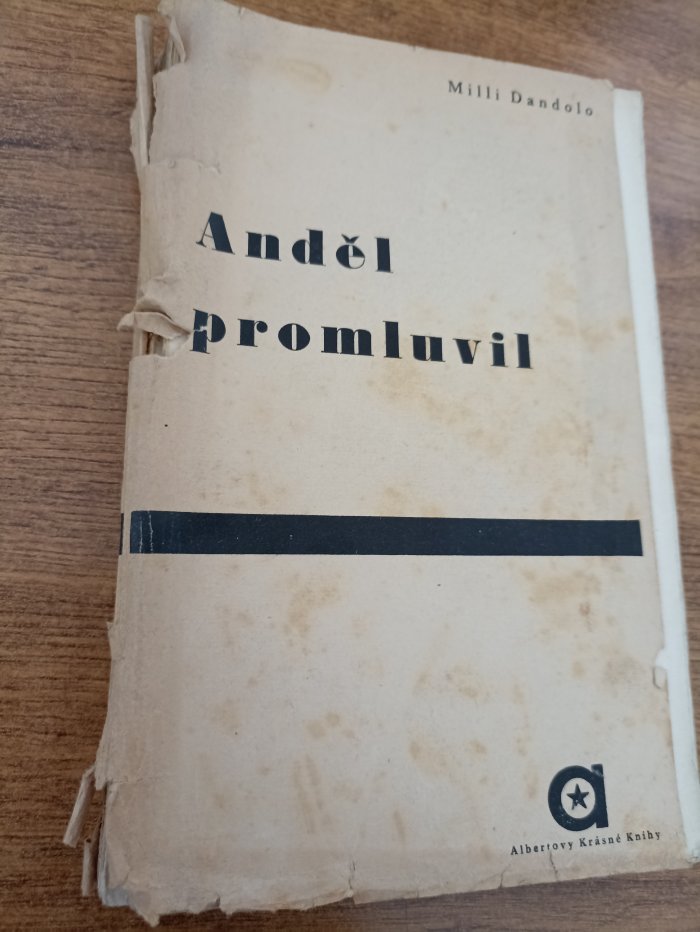 Milli Dandolo
Anděl
promluvil
a
Albertovy Krásné Knihy